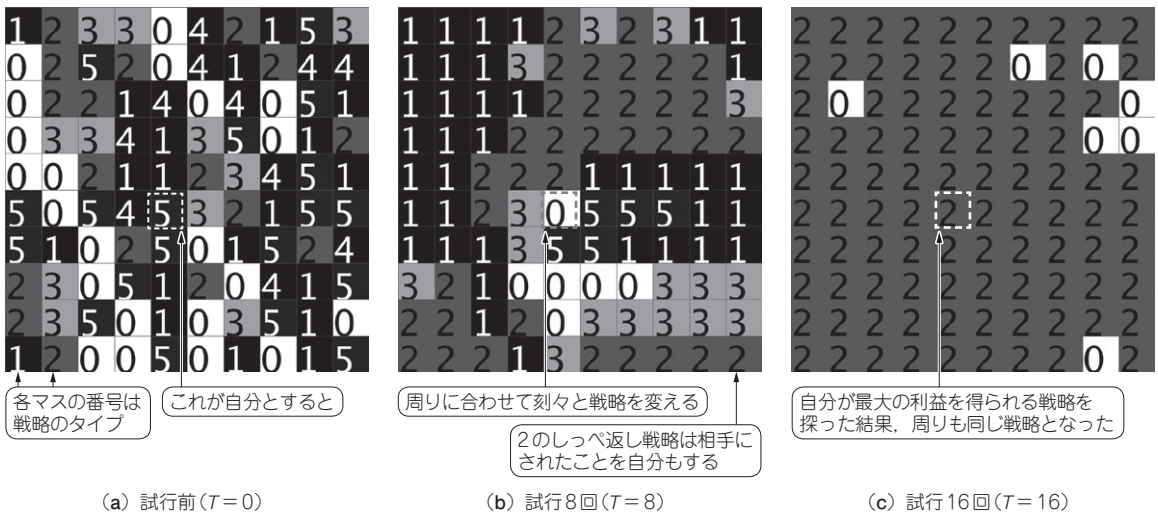 1 2 3 3 0 4 2 1 5 3
0 2 5 2 0 4 1 2 4 4
0 2 2 1 4 0 4 0 5 1
0 3 3 4 1 3 5 0 1 2
0 0 2 1 1 2 3 4 5 1
5 0 5 4 5 3 2 1 5 5
5 1 0 2 5 0 1 5 2 4
2 3 0 5 1 2 0 4 1 5
2 3 5 0 1 0 3 5 1 0
1 2 0 0 5 0 1 0 1 5
各マスの番号は
戦略のタイプ
これが自分とすると
(a) 試行前(T=0)
1 1 1 1 2 3 2 3 1 1
1 1 1 3 2 2 2 2 2 1
1 1 1 1 2 2 2 2 2 3
1 1 1 2 2 2 2 2 2 2
1 1 2 2 2 1 1 1 1 1
1 1 2 3 0 5 5 5 1 1
1 1 1 3 5 5 1 1 1 1
3 2 1 0 0 0 0 3 3 3
2 2 1 2 0 3 3 3 3 3
2 2 2 1 3 2 2 2 2 2
周りに合わせて刻々と戦略を変える
2のしっぺ返し戦略は相手に
されたことを自分もする
(b) 試行8回(T=8)
2 2 2 2 2 2 2 2 2 2
2 2 2 2 2 2 0 2 0 2
2 0 2 2 2 2 2 2 2 0
2 2 2 2 2 2 2 2 0 0
2 2 2 2 2 2 2 2 2 2
2 2 2 2 2 2 2 2 2 2
2 2 2 2 2 2 2 2 2 2
2 2 2 2 2 2 2 2 2 2
2 2 2 2 2 2 2 2 2 2
2 2 2 2 2 2 2 2 0 2
自分が最大の利益を得られる戦略を
探った結果，周りも同じ戦略となった
(c) 試行16回(T=16)